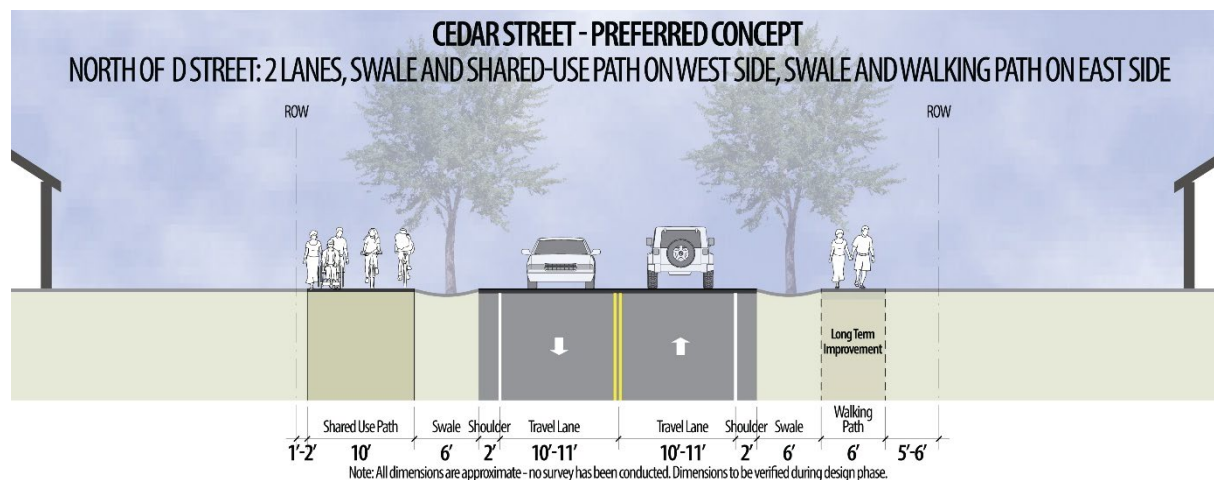 CEDAR STREET - PREFERRED CONCEPT
NORTH OF D STREET: 2 LANES, SWALE AND SHARED-USE PATH ON WEST SIDE, SWALE AND WALKING PATH ON EAST SIDE
ROW
ROW
Long Term
Improvement
Shared Use Path
Swale
Shoulder
Travel Lane
Travel Lane
Shoulder
Swale
Walking
Path
1'-2'
10'
6'
2'
10'-11'
10'-11'
2'
6'
6'
5'-6'
Note: All dimensions are approximate - no survey has been conducted. Dimensions to be verified during design phase.